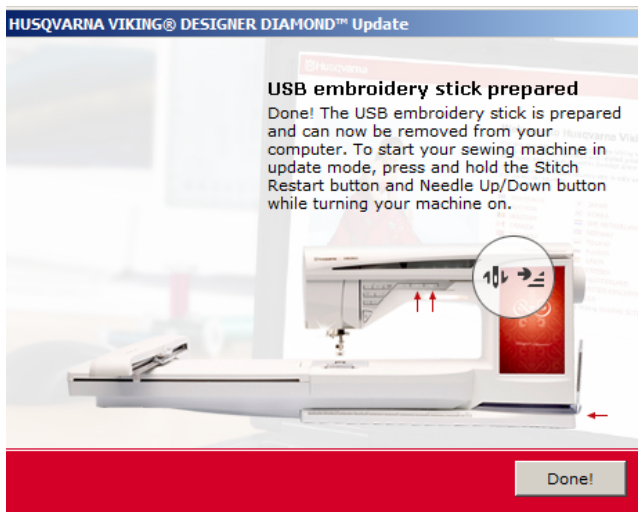 HUSQVARNA VIKING® DESIGNER DIAMOND™ Update
Husqvarna
USB embroidery stick prepared
Done! The USB embroidery stick is prepared
and can now be removed from your
computer. To start your sewing machine in
update mode, press and hold the Stitch
Restart button and Needle Up/Down button
while turning your machine on.
Done!